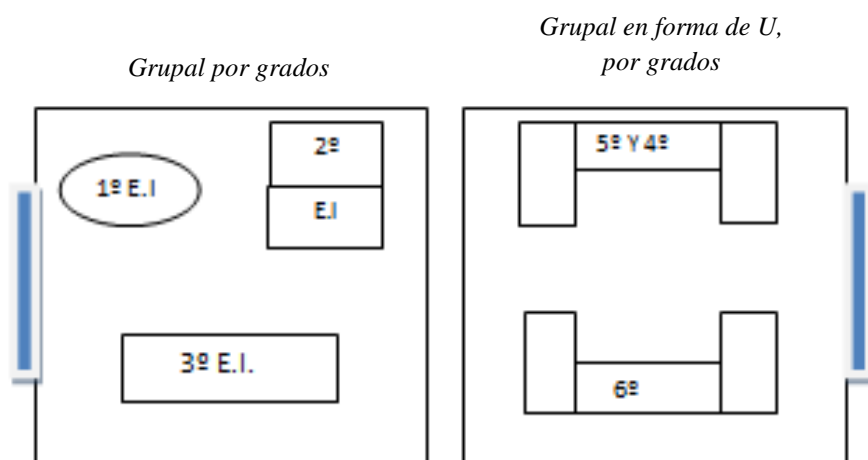 Grupal por grados
Grupal en forma de U,
por grados
1º E.I
2º
E.I
3º E.I.
5º Y 4º
6º